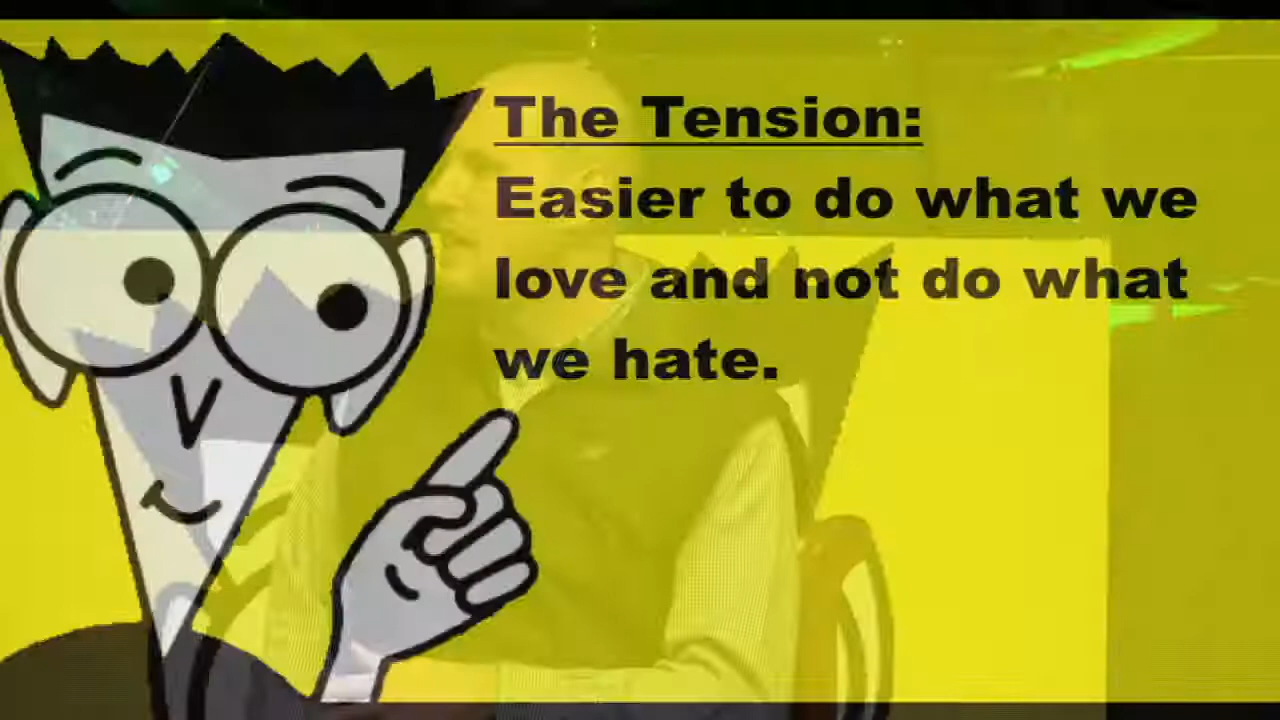 The Tension:
Easier to do what we
love and not do what
we hate.